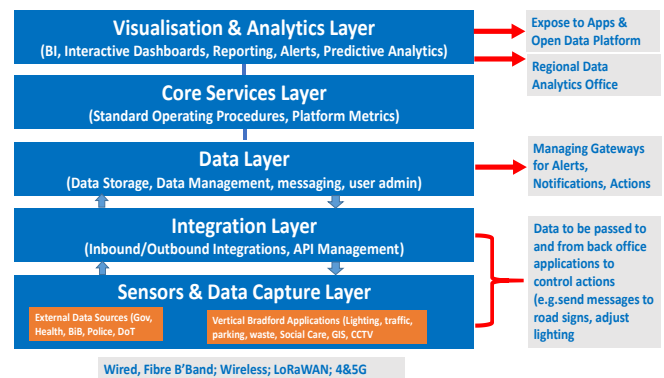 Visualisation & Analytics Layer
(BI, Interactive Dashboards, Reporting, Alerts, Predictive Analytics)
Expose to Apps &
Open Data Platform
Regional Data
Analytics Office
Core Services Layer
(Standard Operating Procedures, Platform Metrics)
Data Layer
(Data Storage, Data Management, messaging, user admin)
Managing Gateways
for Alerts,
Notifications, Actions
Integration Layer
(Inbound/Outbound Integrations, API Management)
Data to be passed to
and from back office
applications to
control actions
(e.g.send messages to
road signs, adjust
lighting
Sensors & Data Capture Layer
External Data Sources (Gov,
Health, BiB, Police, DoT
Vertical Bradford Applications (Lighting, traffic,
parking, waste, Social Care, GIS, CCTV
Wired, Fibre B'Band; Wireless; LoRaWAN; 4&5G